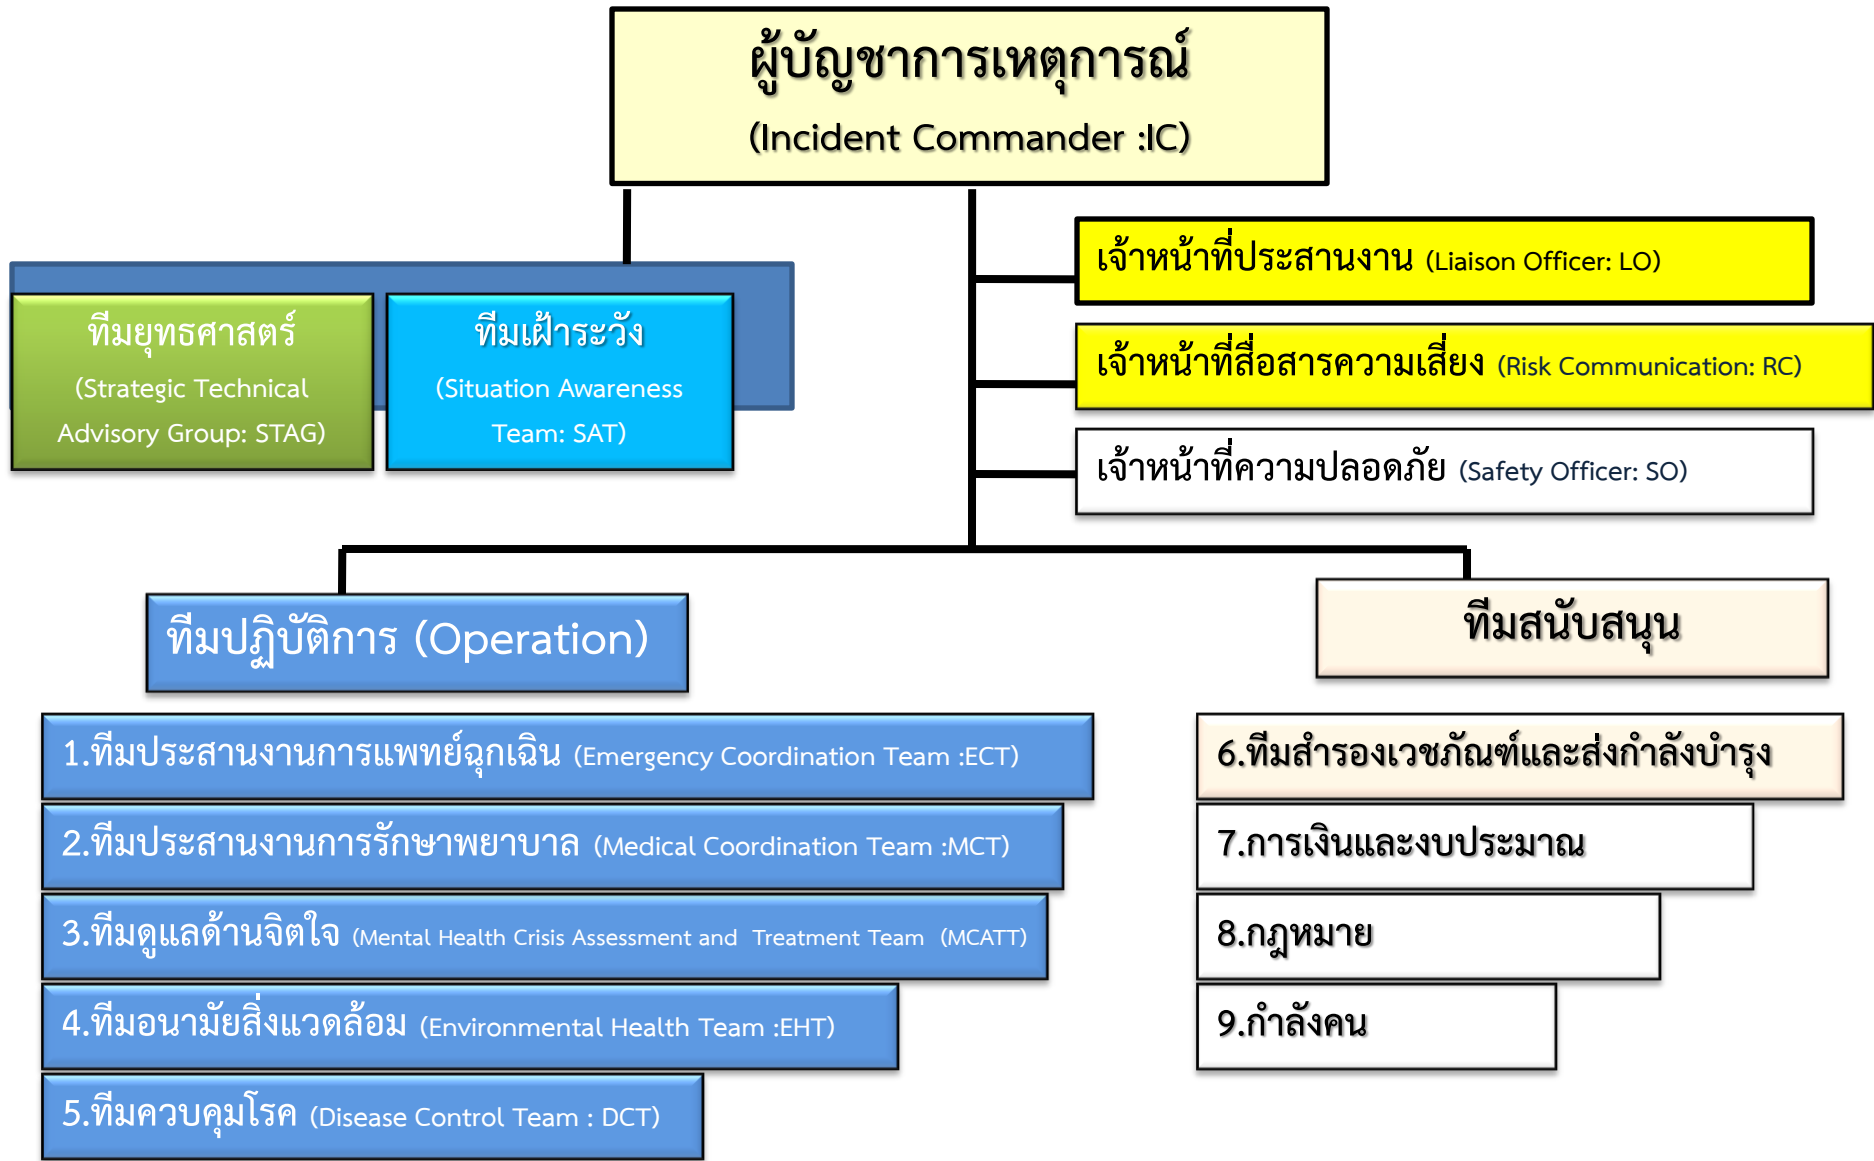 ผู้บัญชาการเหตุการณ์
(Incident Commander :IC)
เจ้าหน้าที่ประสานงาน (Liaison Officer: LO)
เจ้าหน้าที่สื่อสารความเสี่ยง (Risk Communication: RC)
เจ้าหน้าที่ความปลอดภัย (Safety Officer: SO)
ทีมยุทธศาสตร์
(Strategic Technical
Advisory Group: STAG)
ทีมเฝ้าระวัง
(Situation Awareness
Team: SAT)
ทีมปฏิบัติการ (Operation)
1.ทีมประสานงานการแพทย์ฉุกเฉิน (Emergency Coordination Team :ECT)
2.ทีมประสานงานการรักษาพยาบาล (Medical Coordination Team :MCT)
3.ทีมดูแลด้านจิตใจ (Mental Health Crisis Assessment and Treatment Team (MCATT)
4.ทีมอนามัยสิ่งแวดล้อม (Environmental Health Team :EHT)
5.ทีมควบคุมโรค (Disease Control Team : DCT)
ทีมสนับสนุน
6.ทีมสำรองเวชภัณฑ์และส่งกำลังบำรุง
7.การเงินและงบประมาณ
8.กฎหมาย
9.กำลังคน